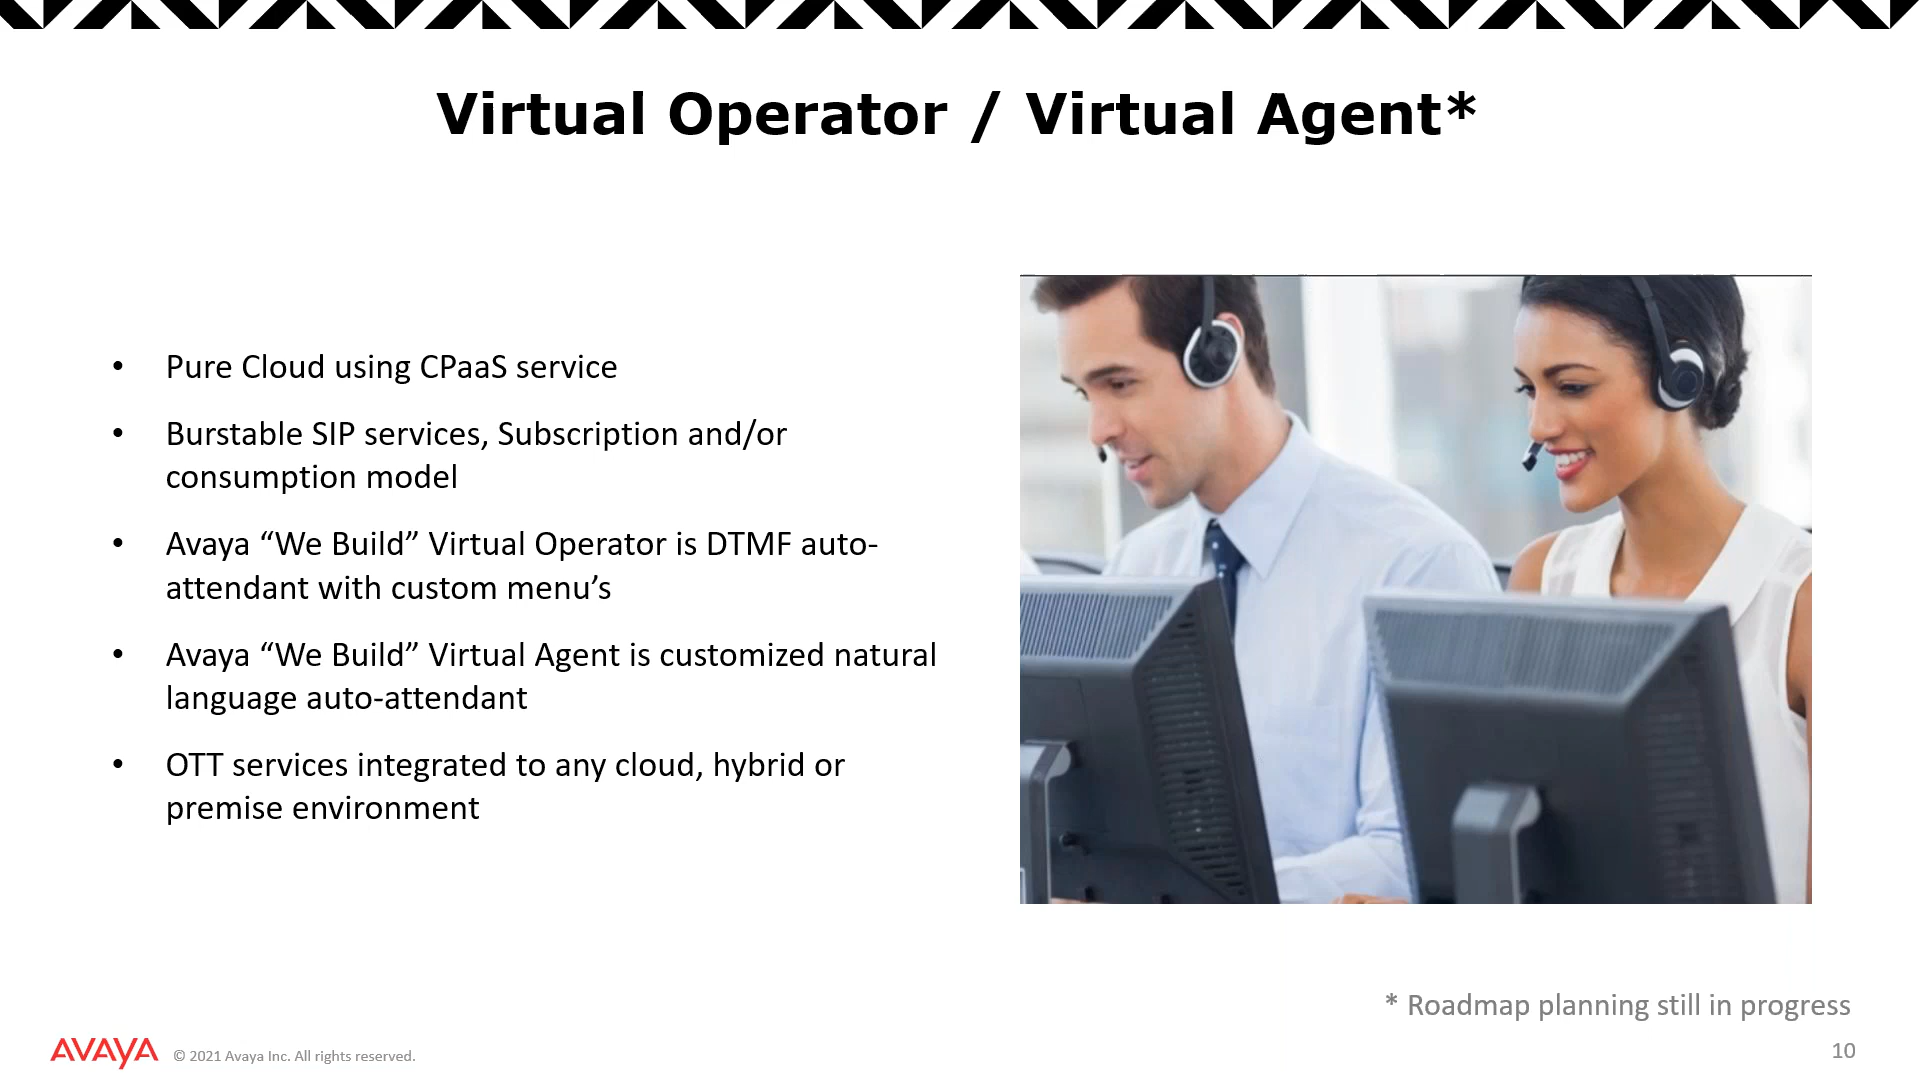 Virtual Operator / Virtual Agent*
• Pure Cloud using CPaaS service
• Burstable SIP services, Subscription and/or
consumption model
• Avaya “We Build” Virtual Operator is DTMF auto-
attendant with custom menu’s
• Avaya “We Build” Virtual Agent is customized natural
language auto-attendant
• OTT services integrated to any cloud, hybrid or
premise environment
* Roadmap planning still in progress
AVAYA © 2021 Avaya Inc. All rights reserved.
10